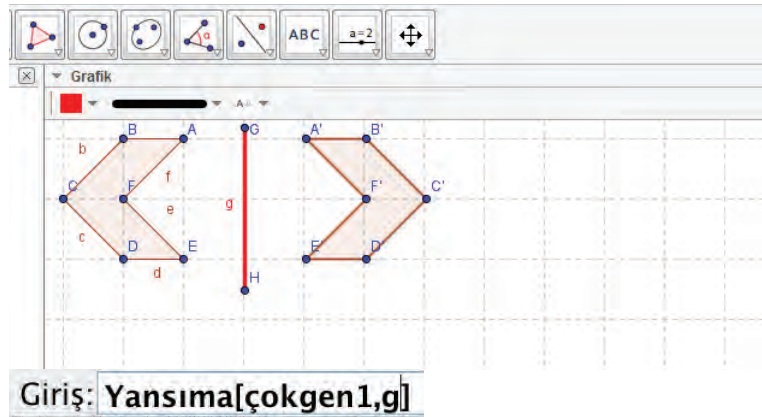 α ABC a=2
Grafik
A
B A G A' B'
b
f
C F g F' C'
e
c
D E E D'
d
H
Giriş: Yansıma[çokgen1,g]